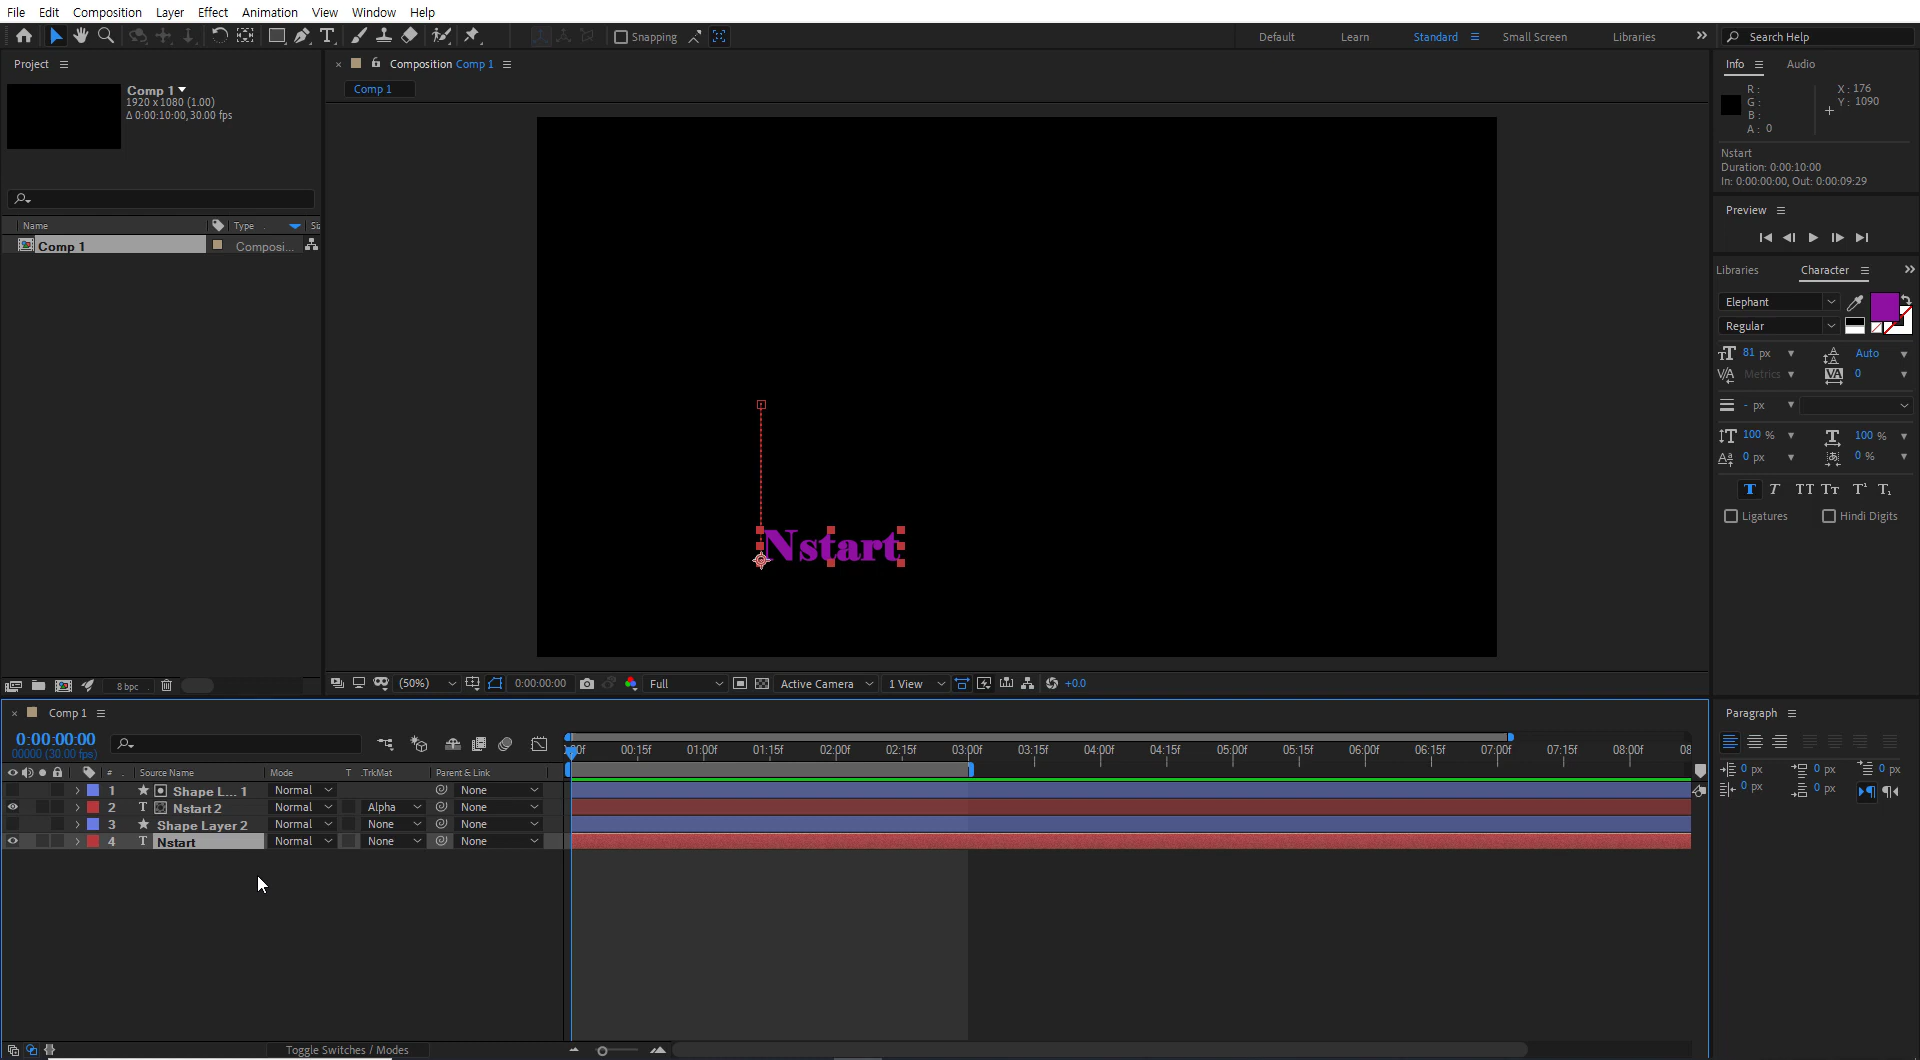 File Edit Composition Layer Effect Animation View Window Help
Snapping
Default Learn Standard Small Screen Libraries
Search Help
Project
Comp 1
1920 x 1080 (1.00)
Δ 0:00:10:00, 30.00 fps
Name Type
Comp 1 Composi...
8 bpc
Composition Comp 1
Comp 1
Nstart
(50%) 0:00:00:00 Full Active Camera 1 View +0.0
Info Audio
R :
G :
B :
A : 0
X : 176
Y : 1090
Nstart
Duration: 0:00:10:00
In: 0:00:00:00, Out: 0:00:09:29
Preview
Libraries Character
Elephant
Regular
81 px Auto
Metrics 0
- px
100 % 100 %
0 px 0 %
Ligatures Hindi Digits
Comp 1
0:00:00:00
00000 (30.00 fps)
00:15f 01:00f 01:15f 02:00f 02:15f 03:00f 03:15f 04:00f 04:15f 05:00f 05:15f 06:00f 06:15f 07:00f 07:15f 08:00f
# Source Name Mode T .TrkMat Parent & Link
1 Shape L... 1 Normal None
2 Nstart 2 Normal Alpha None
3 Shape Layer 2 Normal None None
4 Nstart Normal None None
Toggle Switches / Modes
Paragraph
0 px 0 px 0 px
0 px 0 px